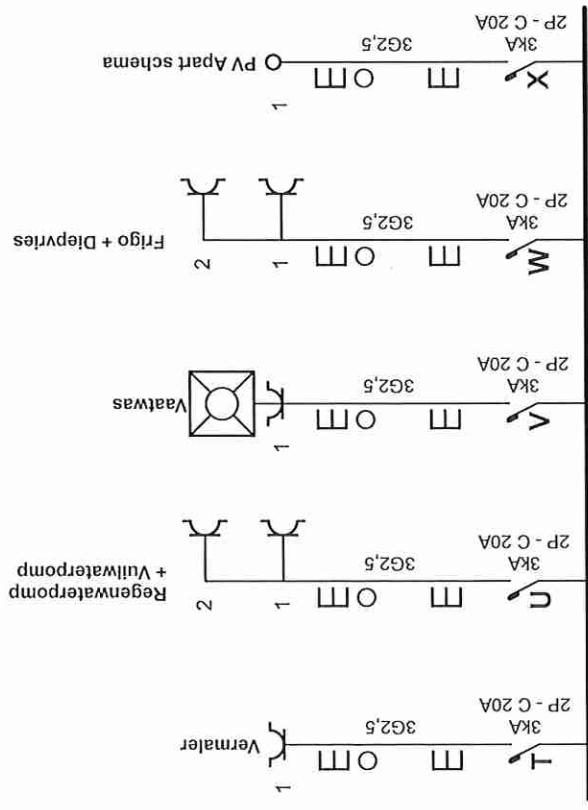 2P - C 20A
3kA
T
3G2,5
1
Vermaler
2P - C 20A
3kA
U
3G2,5
1
2
Regenwaterpomp
+ Vuilwaterpomp
2P - C 20A
3kA
V
3G2,5
1
Vaatwas
2P - C 20A
3kA
W
3G2,5
1
2
Frigo + Diepvries
2P - C 20A
3kA
X
3G2,5
1
PV Apart schema